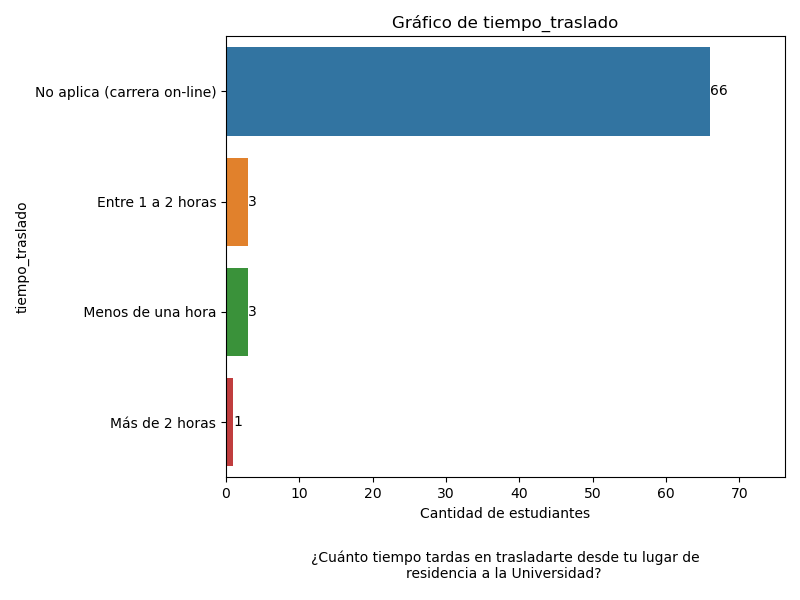 Gráfico de tiempo_traslado
No aplica (carrera on-line)
66
Entre 1 a 2 horas
3
Menos de una hora
3
Más de 2 horas
1
tiempo_traslado
0 10 20 30 40 50 60 70
Cantidad de estudiantes
¿Cuánto tiempo tardas en trasladarte desde tu lugar de
residencia a la Universidad?